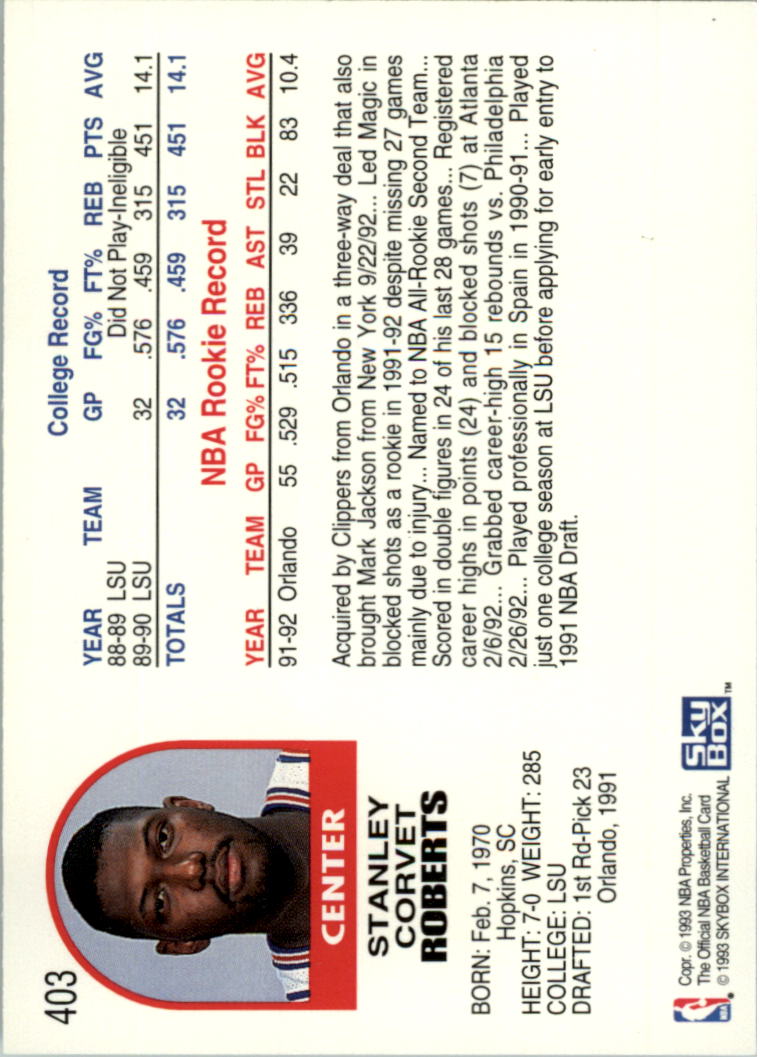 403
CENTER
STANLEY
CORVET
ROBERTS
BORN: Feb. 7, 1970
Hopkins, SC
HEIGHT: 7-0 WEIGHT: 285
COLLEGE: LSU
DRAFTED: 1st Rd-Pick 23
Orlando, 1991
College Record
YEAR TEAM GP FG% FT% REB PTS AVG
88-89 LSU Did Not Play-Ineligible
89-90 LSU 32 .576 .459 315 451 14.1
TOTALS 32 .576 .459 315 451 14.1
NBA Rookie Record
YEAR TEAM GP FG% FT% REB AST STL BLK AVG
91-92 Orlando 55 .529 .515 336 39 22 83 10.4
Acquired by Clippers from Orlando in a three-way deal that also
brought Mark Jackson from New York 9/22/92... Led Magic in
blocked shots as a rookie in 1991-92 despite missing 27 games
mainly due to injury... Named to NBA All-Rookie Second Team...
Scored in double figures in 24 of his last 28 games... Registered
career highs in points (24) and blocked shots (7) at Atlanta
2/6/92... Grabbed career-high 15 rebounds vs. Philadelphia
2/26/92... Played professionally in Spain in 1990-91... Played
just one college season at LSU before applying for early entry to
1991 NBA Draft.
NBA
Copr. © 1993 NBA Properties, Inc.
The Official NBA Basketball Card
© 1993 SKYBOX INTERNATIONAL
Sky
BOX™